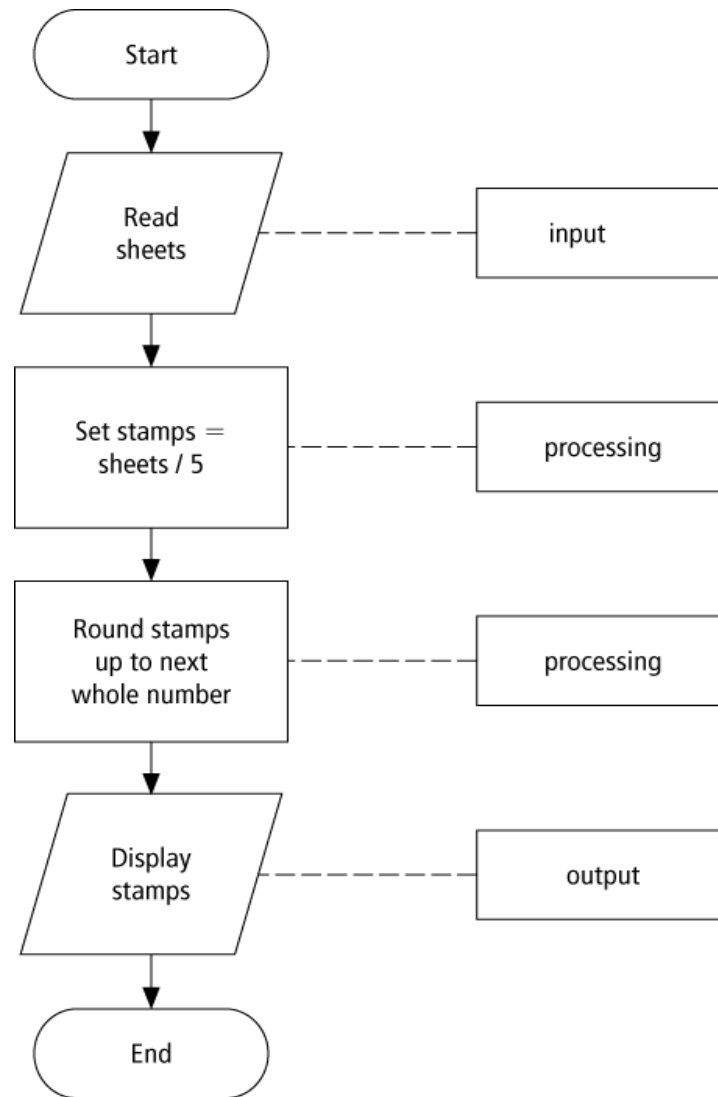 Start
Read
sheets
input
Set stamps =
sheets / 5
processing
Round stamps
up to next
whole number
processing
Display
stamps
output
End